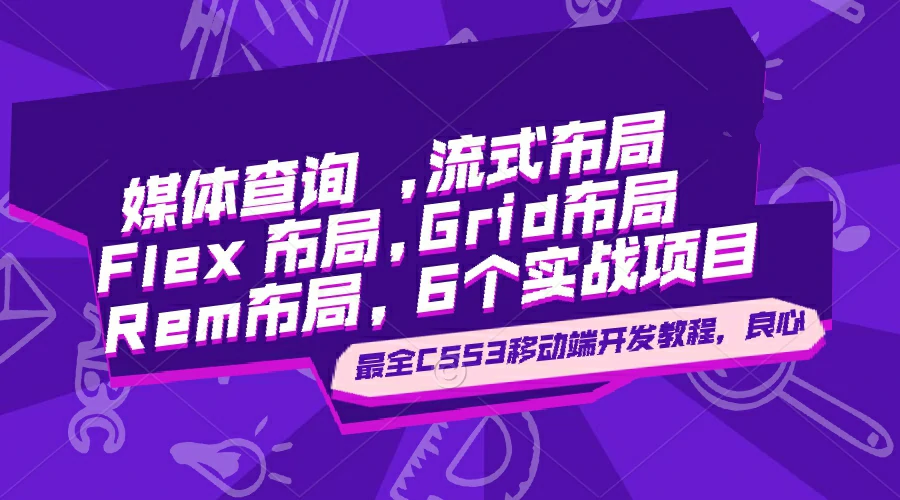 媒体查询 ,流式布局
Flex 布局,Grid布局
Rem布局, 6个实战项目
最全CSS3移动端开发教程，良心
ABC